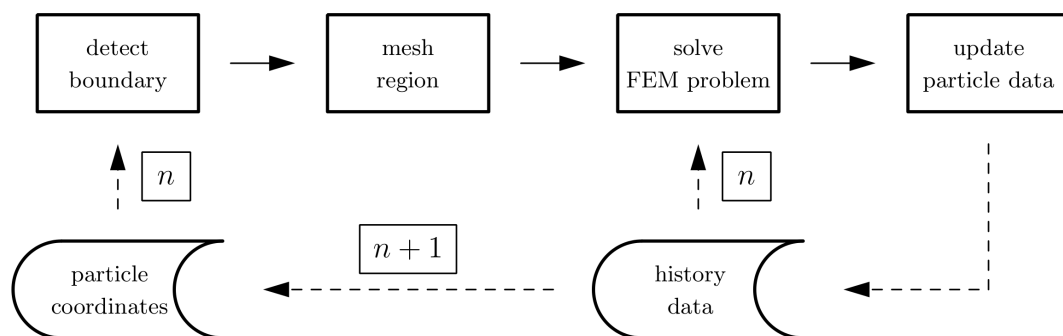 detect
boundary
mesh
region
solve
FEM problem
update
particle data
n
n
n + 1
particle
coordinates
history
data